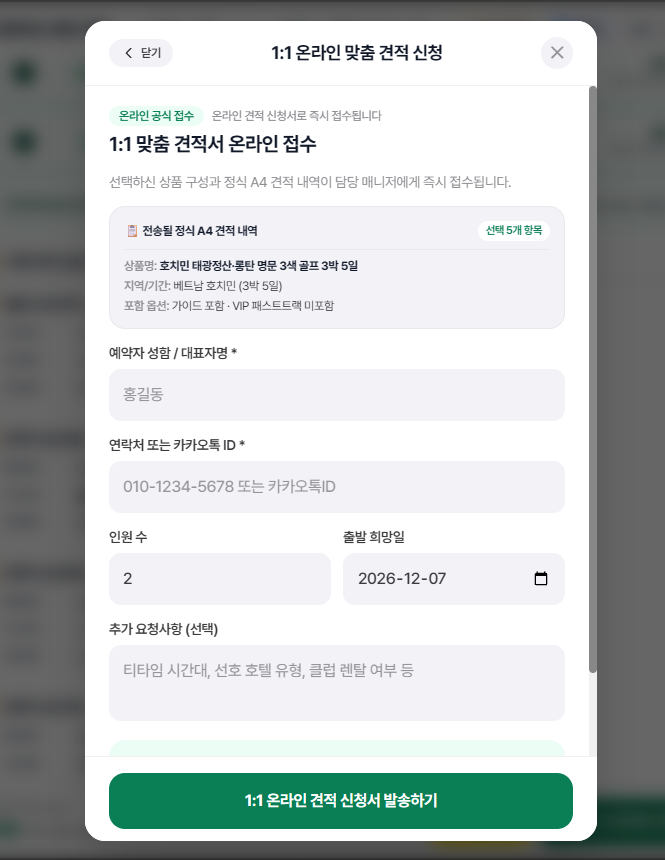 닫기
1:1 온라인 맞춤 견적 신청
온라인 공식 접수 온라인 견적 신청서로 즉시 접수됩니다
1:1 맞춤 견적서 온라인 접수
선택하신 상품 구성과 정식 A4 견적 내역이 담당 매니저에게 즉시 접수됩니다.
전송될 정식 A4 견적 내역 선택 5개 항목
상품명: 호치민 태광정산·롱탄 명문 3색 골프 3박 5일
지역/기간: 베트남 호치민 (3박 5일)
포함 옵션: 가이드 포함 · VIP 패스트트랙 미포함
예약자 성함 / 대표자명 *
홍길동
연락처 또는 카카오톡 ID *
010-1234-5678 또는 카카오톡ID
인원 수 출발 희망일
2 2026-12-07
추가 요청사항 (선택)
티타임 시간대, 선호 호텔 유형, 클럽 렌탈 여부 등
1:1 온라인 견적 신청서 발송하기